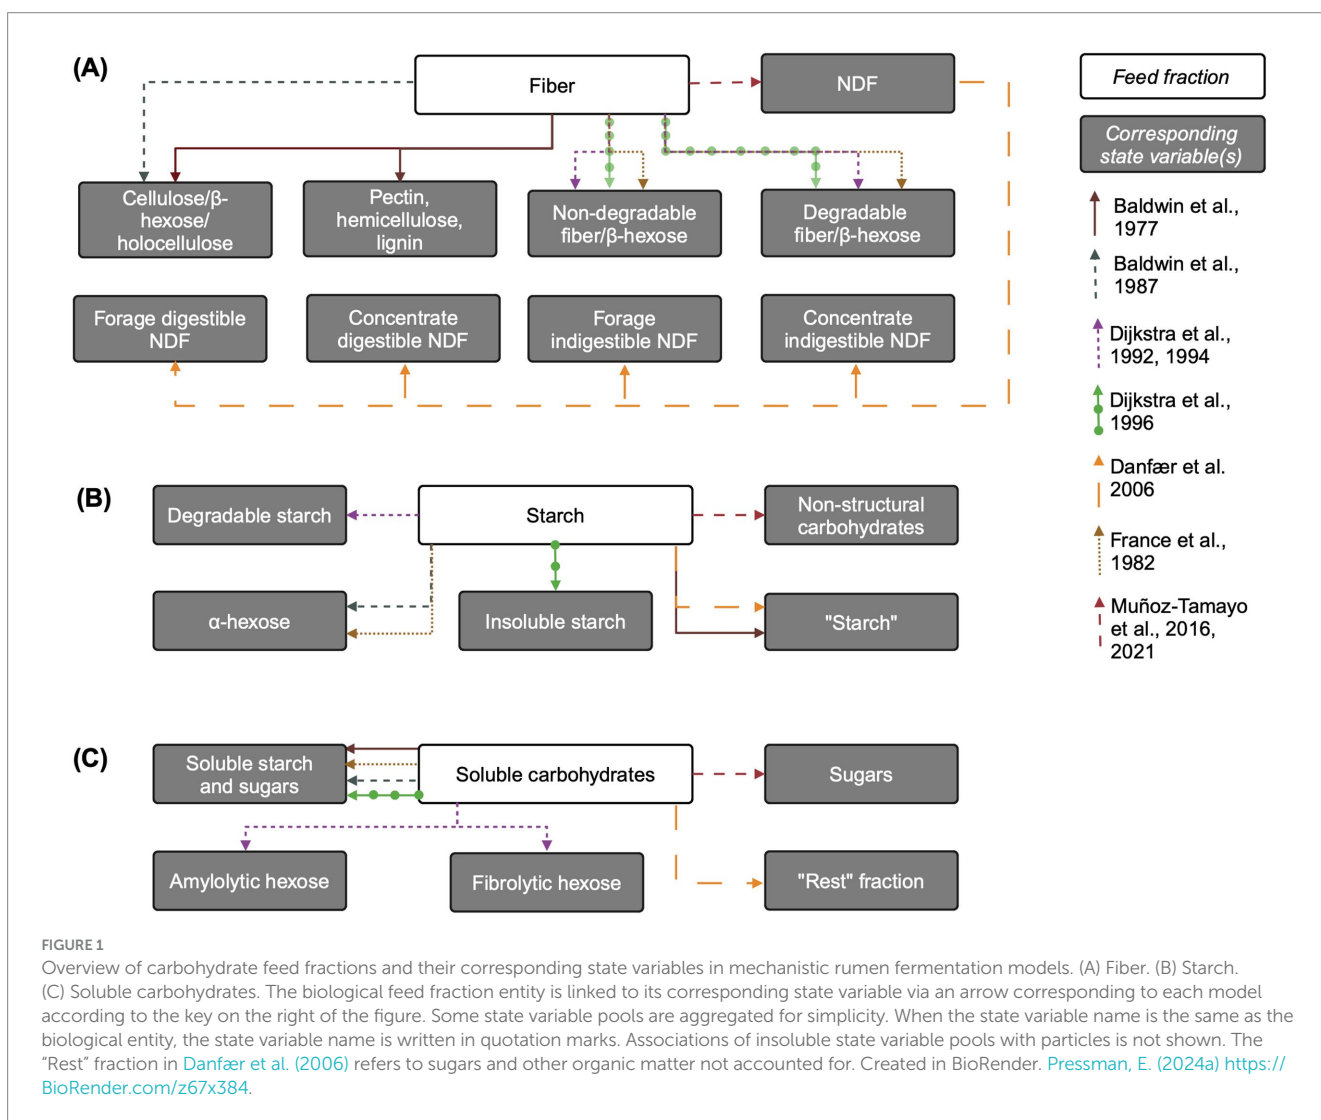 (A)
Fiber
NDF
Cellulose/β-
hexose/
holocellulose
Pectin,
hemicellulose,
lignin
Non-degradable
fiber/β-hexose
Degradable
fiber/β-hexose
Forage digestible
NDF
Concentrate
digestible NDF
Forage
indigestible NDF
Concentrate
indigestible NDF
(B)
Degradable starch
Starch
Non-structural
carbohydrates
α-hexose
Insoluble starch
"Starch"
(C)
Soluble starch
and sugars
Soluble carbohydrates
Sugars
Amylolytic hexose
Fibrolytic hexose
"Rest" fraction
Feed fraction
Corresponding
state variable(s)
Baldwin et al.,
1977
Baldwin et al.,
1987
Dijkstra et al.,
1992, 1994
Dijkstra et al.,
1996
Danfær et al.
2006
France et al.,
1982
Muñoz-Tamayo
et al., 2016,
2021
FIGURE 1
Overview of carbohydrate feed fractions and their corresponding state variables in mechanistic rumen fermentation models. (A) Fiber. (B) Starch.
(C) Soluble carbohydrates. The biological feed fraction entity is linked to its corresponding state variable via an arrow corresponding to each model
according to the key on the right of the figure. Some state variable pools are aggregated for simplicity. When the state variable name is the same as the
biological entity, the state variable name is written in quotation marks. Associations of insoluble state variable pools with particles is not shown. The
"Rest" fraction in Danfær et al. (2006) refers to sugars and other organic matter not accounted for. Created in BioRender. Pressman, E. (2024a) https://
BioRender.com/z67x384.